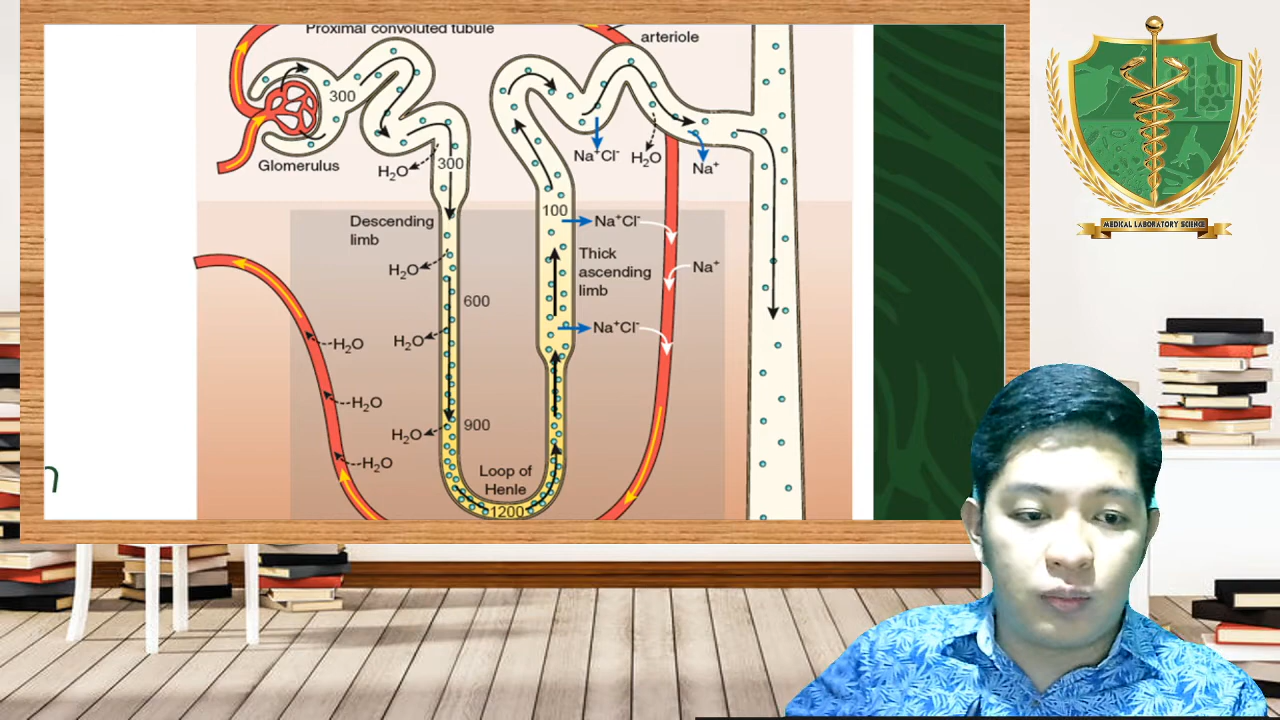 Proximal convoluted tubule
arteriole
300
Glomerulus
H₂O
300
Na⁺Cl⁻
H₂O
Na⁺
Descending
limb
100
Na⁺Cl⁻
H₂O
Thick
ascending
limb
Na⁺
600
H₂O
Na⁺Cl⁻
H₂O
H₂O
900
H₂O
H₂O
Loop of
Henle
1200
n
MEDICAL LABORATORY SCIENCE